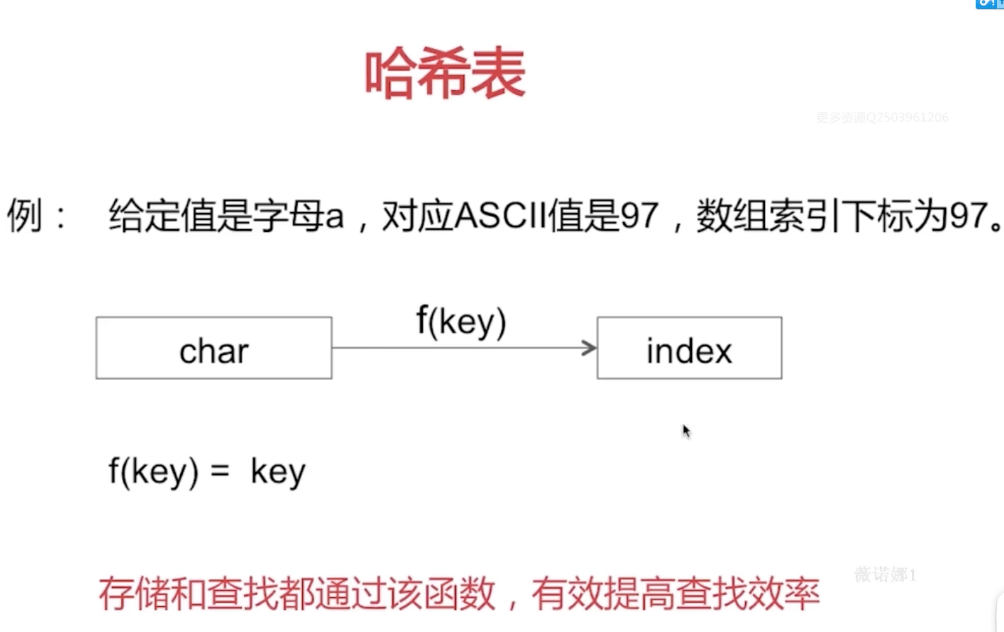 哈希表
更多资源Q2503961206
例： 给定值是字母a，对应ASCII值是97，数组索引下标为97。
f(key)
char
index
f(key) = key
薇诺娜1
存储和查找都通过该函数，有效提高查找效率